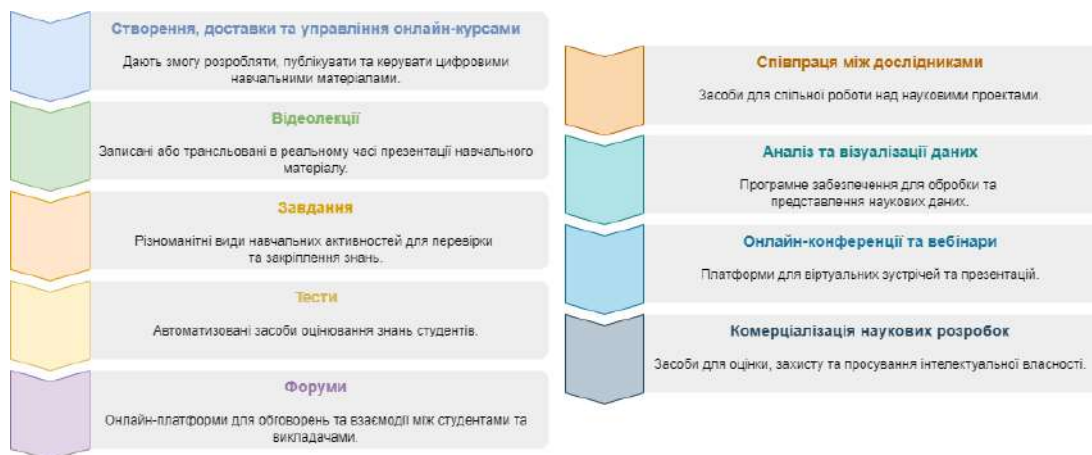 Створення, доставки та управління онлайн-курсами
Дають змогу розробляти, публікувати та керувати цифровими
навчальними матеріалами.
Відеолекції
Записані або трансльовані в реальному часі презентації навчального
матеріалу.
Завдання
Різноманітні види навчальних активностей для перевірки
та закріплення знань.
Тести
Автоматизовані засоби оцінювання знань студентів.
Форуми
Онлайн-платформи для обговорень та взаємодії між студентами та
викладачами.
Співпраця між дослідниками
Засоби для спільної роботи над науковими проектами.
Аналіз та візуалізації даних
Програмне забезпечення для обробки та
представлення наукових даних.
Онлайн-конференції та вебінари
Платформи для віртуальних зустрічей та презентацій.
Комерціалізація наукових розробок
Засоби для оцінки, захисту та просування інтелектуальної власності.